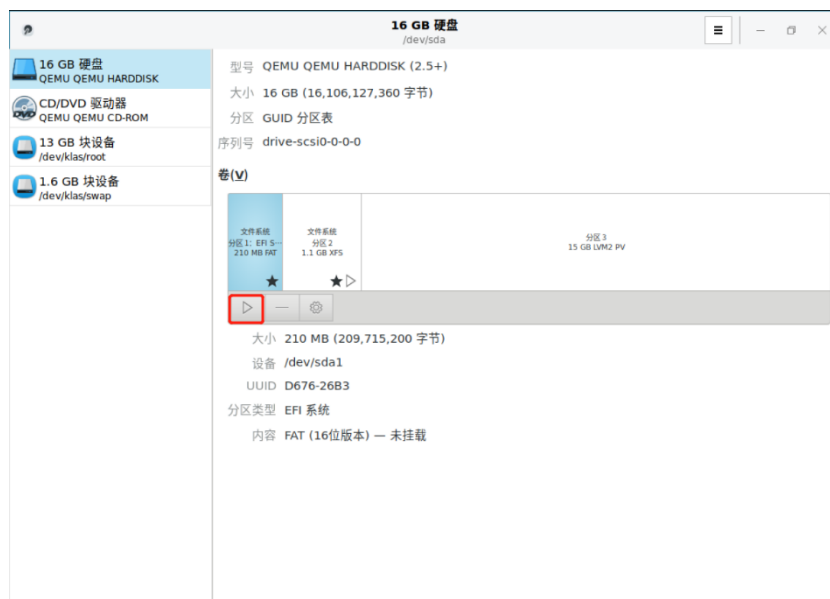 16 GB 硬盘
/dev/sda
16 GB 硬盘
QEMU QEMU HARDDISK
CD/DVD 驱动器
QEMU QEMU CD-ROM
13 GB 块设备
/dev/klas/root
1.6 GB 块设备
/dev/klas/swap
型号 QEMU QEMU HARDDISK (2.5+)
大小 16 GB (16,106,127,360 字节)
分区 GUID 分区表
序列号 drive-scsi0-0-0-0
卷(V)
文件系统
分区 1: EFI S…
210 MB FAT
文件系统
分区 2
1.1 GB XFS
分区 3
15 GB LVM2 PV
大小 210 MB (209,715,200 字节)
设备 /dev/sda1
UUID D676-26B3
分区类型 EFI 系统
内容 FAT (16位版本) — 未挂载